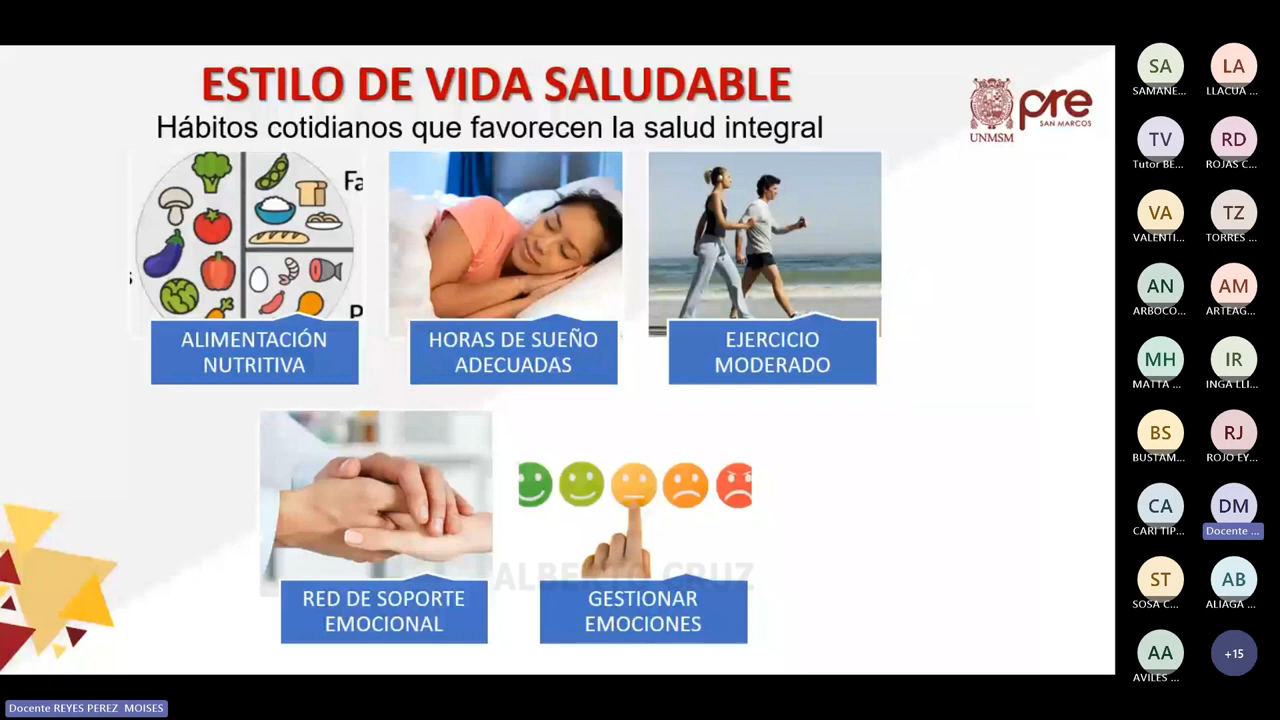 ESTILO DE VIDA SALUDABLE
Hábitos cotidianos que favorecen la salud integral
UNMSM
pre
SAN MARCOS
Fa
s
P
ALIMENTACIÓN
NUTRITIVA
HORAS DE SUEÑO
ADECUADAS
EJERCICIO
MODERADO
ALBERTO CRUZ
RED DE SOPORTE
EMOCIONAL
GESTIONAR
EMOCIONES
SA
SAMANE...
LA
LLACUA ...
TV
Tutor BE...
RD
ROJAS C...
VA
VALENTI...
TZ
TORRES ...
AN
ARBOCO...
AM
ARTEAG...
MH
MATTA ...
IR
INGA LLI...
BS
BUSTAM...
RJ
ROJO EY...
CA
CARI TIP...
DM
Docente ...
ST
SOSA C...
AB
ALIAGA ...
AA
AVILES ...
+15
Docente REYES PEREZ MOISES